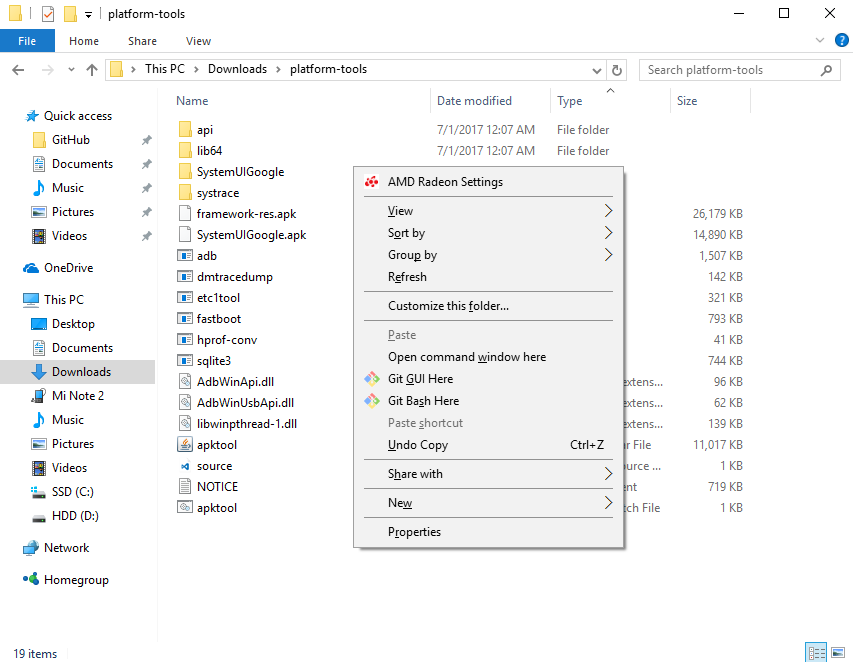 platform-tools
File Home Share View
This PC Downloads platform-tools Search platform-tools
Name Date modified Type Size
Quick access
GitHub
Documents
Music
Pictures
Videos
OneDrive
This PC
Desktop
Documents
Downloads
Mi Note 2
Music
Pictures
Videos
SSD (C:)
HDD (D:)
Network
Homegroup
api 7/1/2017 12:07 AM File folder
lib64 7/1/2017 12:07 AM File folder
SystemUIGoogle
systrace
framework-res.apk 26,179 KB
SystemUIGoogle.apk 14,890 KB
adb 1,507 KB
dmtracedump 142 KB
etc1tool 321 KB
fastboot 793 KB
hprof-conv 41 KB
sqlite3 744 KB
AdbWinApi.dll extens... 96 KB
AdbWinUsbApi.dll extens... 62 KB
libwinpthread-1.dll extens... 139 KB
apktool ar File 11,017 KB
source ource ... 1 KB
NOTICE ent 719 KB
apktool tch File 1 KB
AMD Radeon Settings
View
Sort by
Group by
Refresh
Customize this folder...
Paste
Open command window here
Git GUI Here
Git Bash Here
Paste shortcut
Undo Copy Ctrl+Z
Share with
New
Properties
19 items